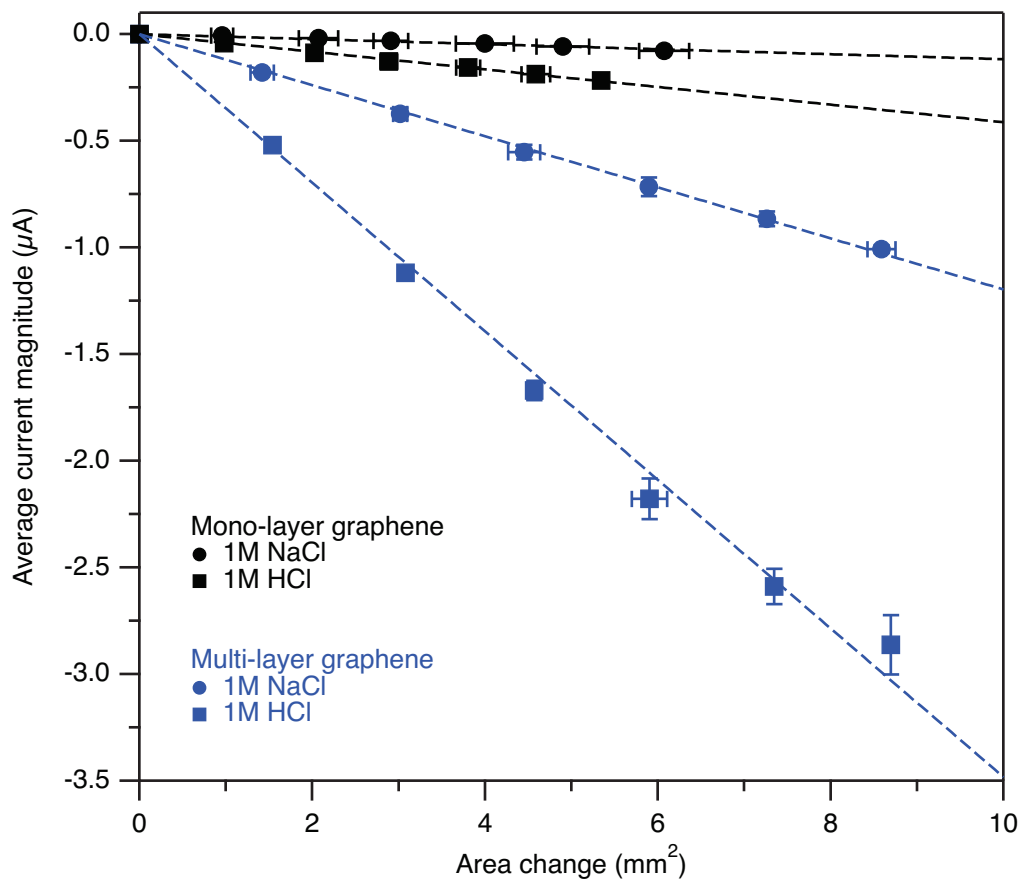 0.0
-0.5
-1.0
-1.5
-2.0
-2.5
-3.0
-3.5
Average current magnitude (µA)
Mono-layer graphene
1M NaCl
1M HCl
Multi-layer graphene
1M NaCl
1M HCl
0 2 4 6 8 10
Area change (mm²)